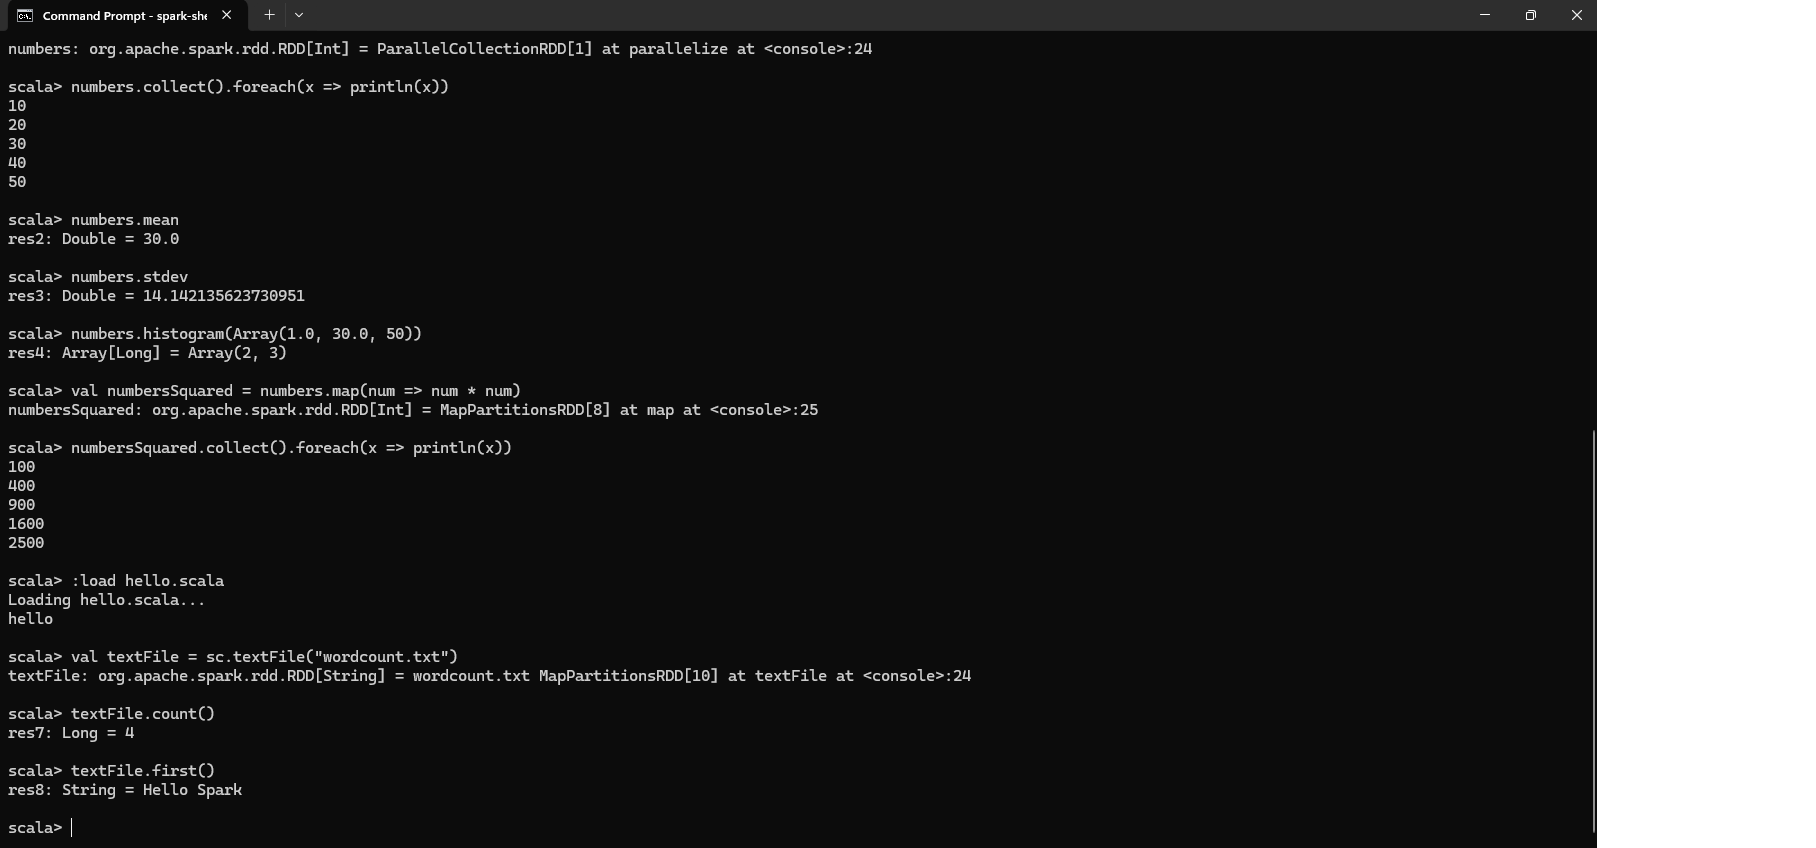 Command Prompt - spark-she
numbers: org.apache.spark.rdd.RDD[Int] = ParallelCollectionRDD[1] at parallelize at <console>:24
scala> numbers.collect().foreach(x => println(x))
10
20
30
40
50
scala> numbers.mean
res2: Double = 30.0
scala> numbers.stdev
res3: Double = 14.142135623730951
scala> numbers.histogram(Array(1.0, 30.0, 50))
res4: Array[Long] = Array(2, 3)
scala> val numbersSquared = numbers.map(num => num * num)
numbersSquared: org.apache.spark.rdd.RDD[Int] = MapPartitionsRDD[8] at map at <console>:25
scala> numbersSquared.collect().foreach(x => println(x))
100
400
900
1600
2500
scala> :load hello.scala
Loading hello.scala...
hello
scala> val textFile = sc.textFile("wordcount.txt")
textFile: org.apache.spark.rdd.RDD[String] = wordcount.txt MapPartitionsRDD[10] at textFile at <console>:24
scala> textFile.count()
res7: Long = 4
scala> textFile.first()
res8: String = Hello Spark
scala>